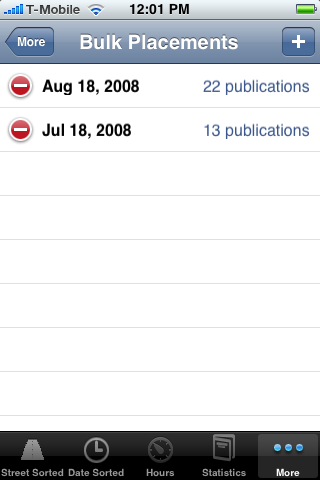 T-Mobile 12:01 PM
More Bulk Placements +
Aug 18, 2008 22 publications
Jul 18, 2008 13 publications
Street Sorted Date Sorted Hours Statistics More